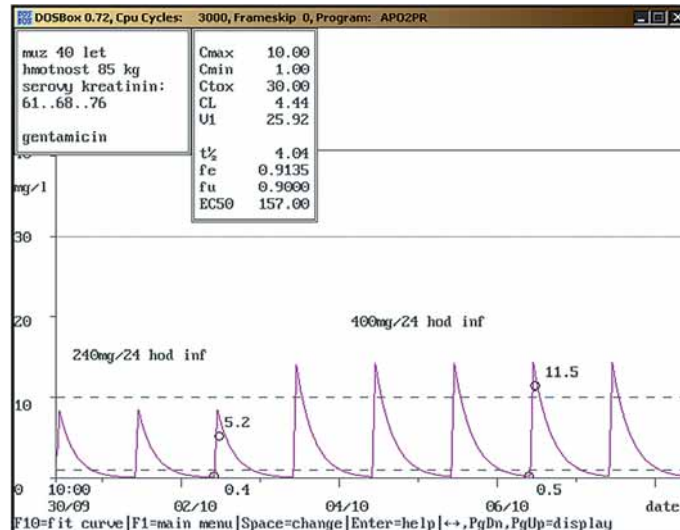 DOSBox 0.72, Cpu Cycles: 3000, Frameskip 0, Program: APO2PR
muz 40 let
hmotnost 85 kg
serovy kreatinin:
61..68..76
gentamicin
Cmax 10.00
Cmin 1.00
Ctox 30.00
CL 4.44
V1 25.92
t½ 4.04
fe 0.9135
fu 0.9000
EC50 157.00
40
mg/l
30
20
400mg/24 hod inf
240mg/24 hod inf
11.5
10
5.2
0 10:00 0.4 0.5
30/09 02/10 04/10 06/10 date
F10=fit curve|F1=main menu|Space=change|Enter=help|↔,PgDn,PgUp=display